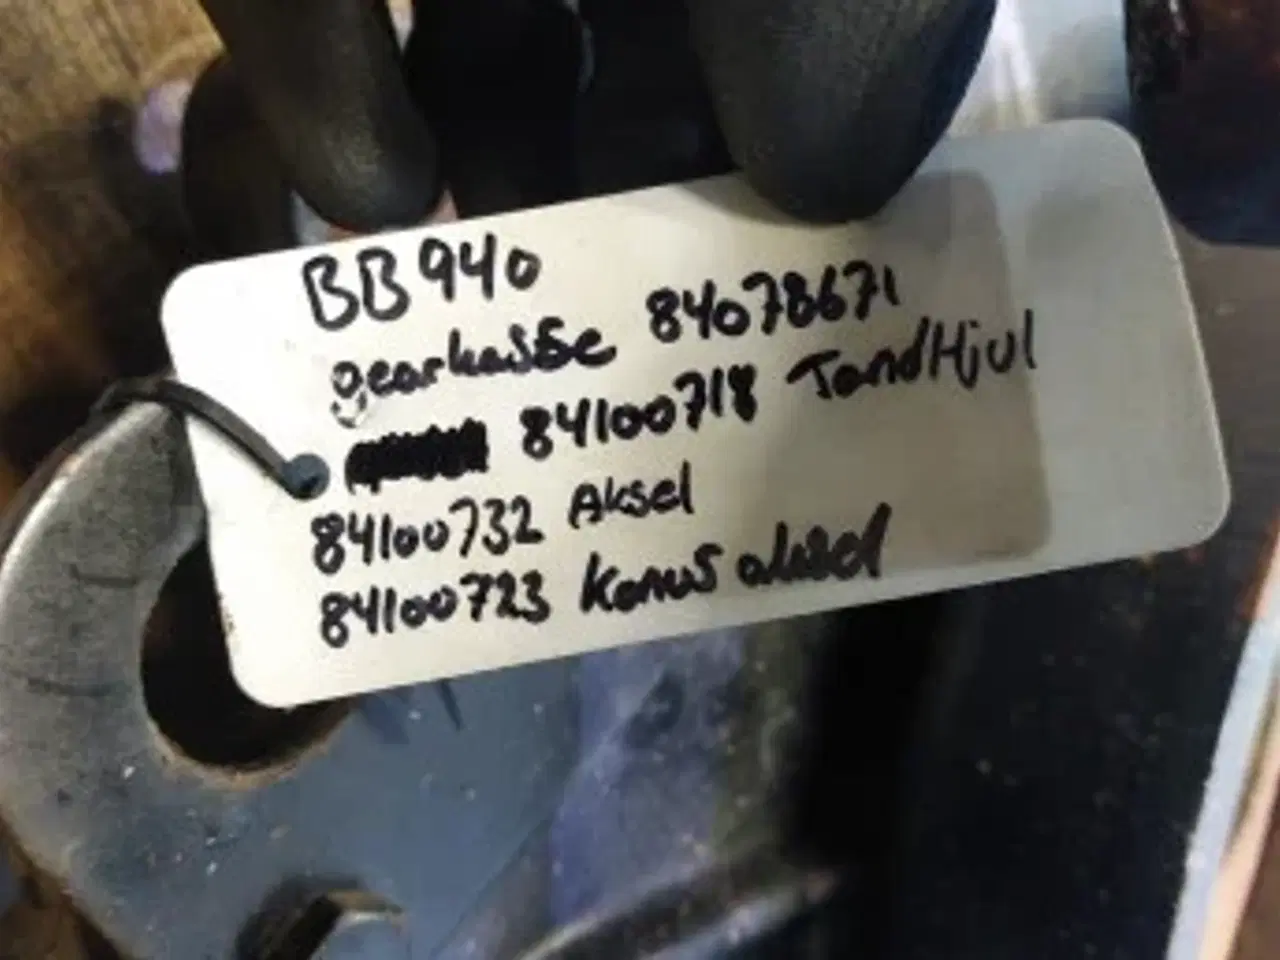 BB940
gearkasse 84078671
84100718 TandHjul
84100732 Aksel
84100723 Konus aksel